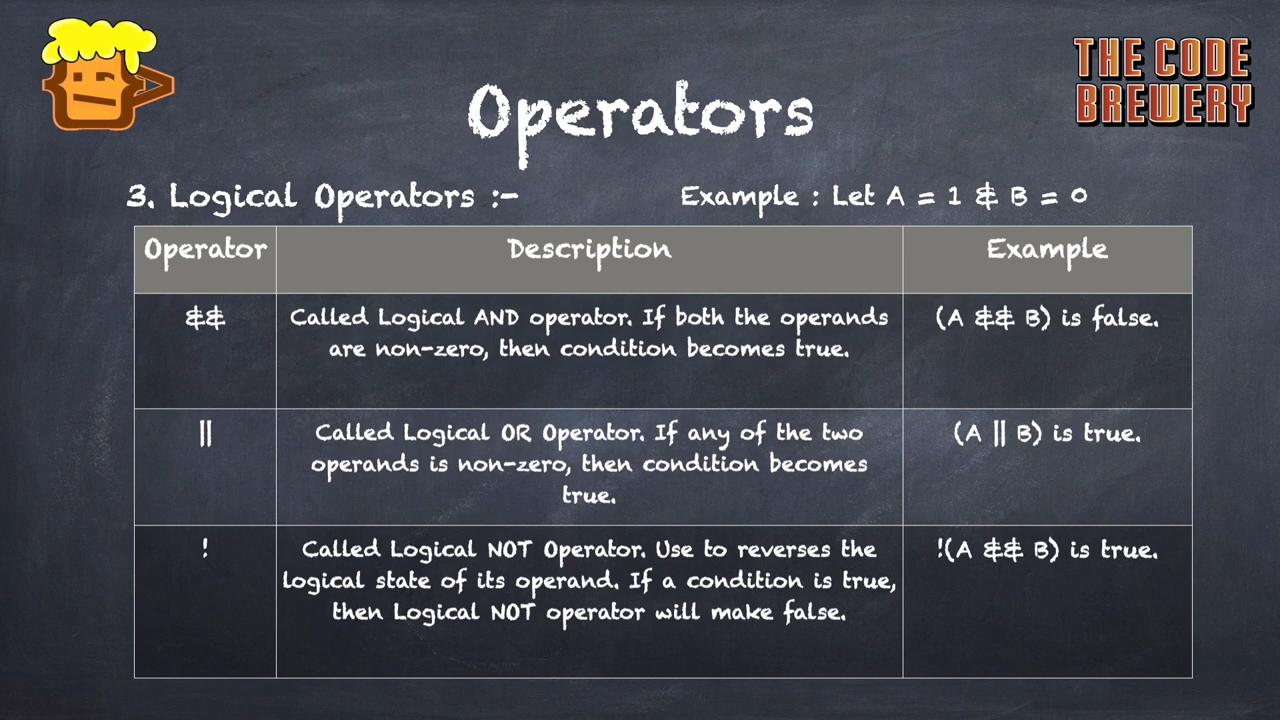 THE CODE
BREWERY
Operators
3. Logical Operators :-
Example : Let A = 1 & B = 0
Operator Description Example
&& Called Logical AND operator. If both the operands (A && B) is false.
are non-zero, then condition becomes true.
|| Called Logical OR Operator. If any of the two (A || B) is true.
operands is non-zero, then condition becomes
true.
! Called Logical NOT Operator. Use to reverses the !(A && B) is true.
logical state of its operand. If a condition is true,
then Logical NOT operator will make false.